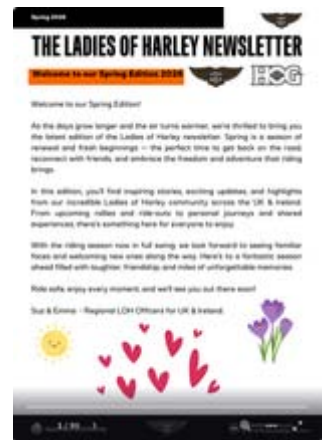 Spring 2026
THE LADIES OF HARLEY NEWSLETTER
Welcome to our Spring Edition 2026
HOG
Welcome to our Spring Edition!
As the days grow longer and the air turns warmer, we're thrilled to bring you
the latest edition of the Ladies of Harley newsletter. Spring is a season of
renewal and fresh beginnings — the perfect time to get back on the road,
reconnect with friends, and embrace the freedom and adventure that riding
brings.
In this edition, you'll find inspiring stories, exciting updates, and highlights
from our incredible Ladies of Harley community across the UK & Ireland.
From upcoming rallies and ride-outs to personal journeys and shared
experiences, there's something here for everyone to enjoy.
With the riding season now in full swing, we look forward to seeing familiar
faces and welcoming new ones along the way. Here's to a fantastic season
ahead filled with laughter, friendship, and miles of unforgettable memories.
Ride safe, enjoy every moment, and we'll see you out there soon!
Sue & Emma - Regional LOH Officers for UK & Ireland.